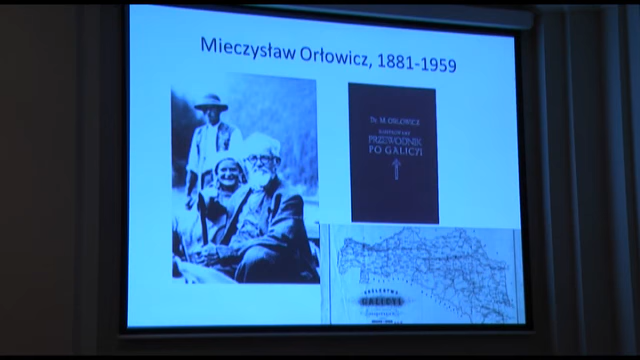 Mieczysław Orłowicz, 1881-1959
Dr. M. ORŁOWICZ
PRZEWODNIK
PO GALICYI
GALICYI